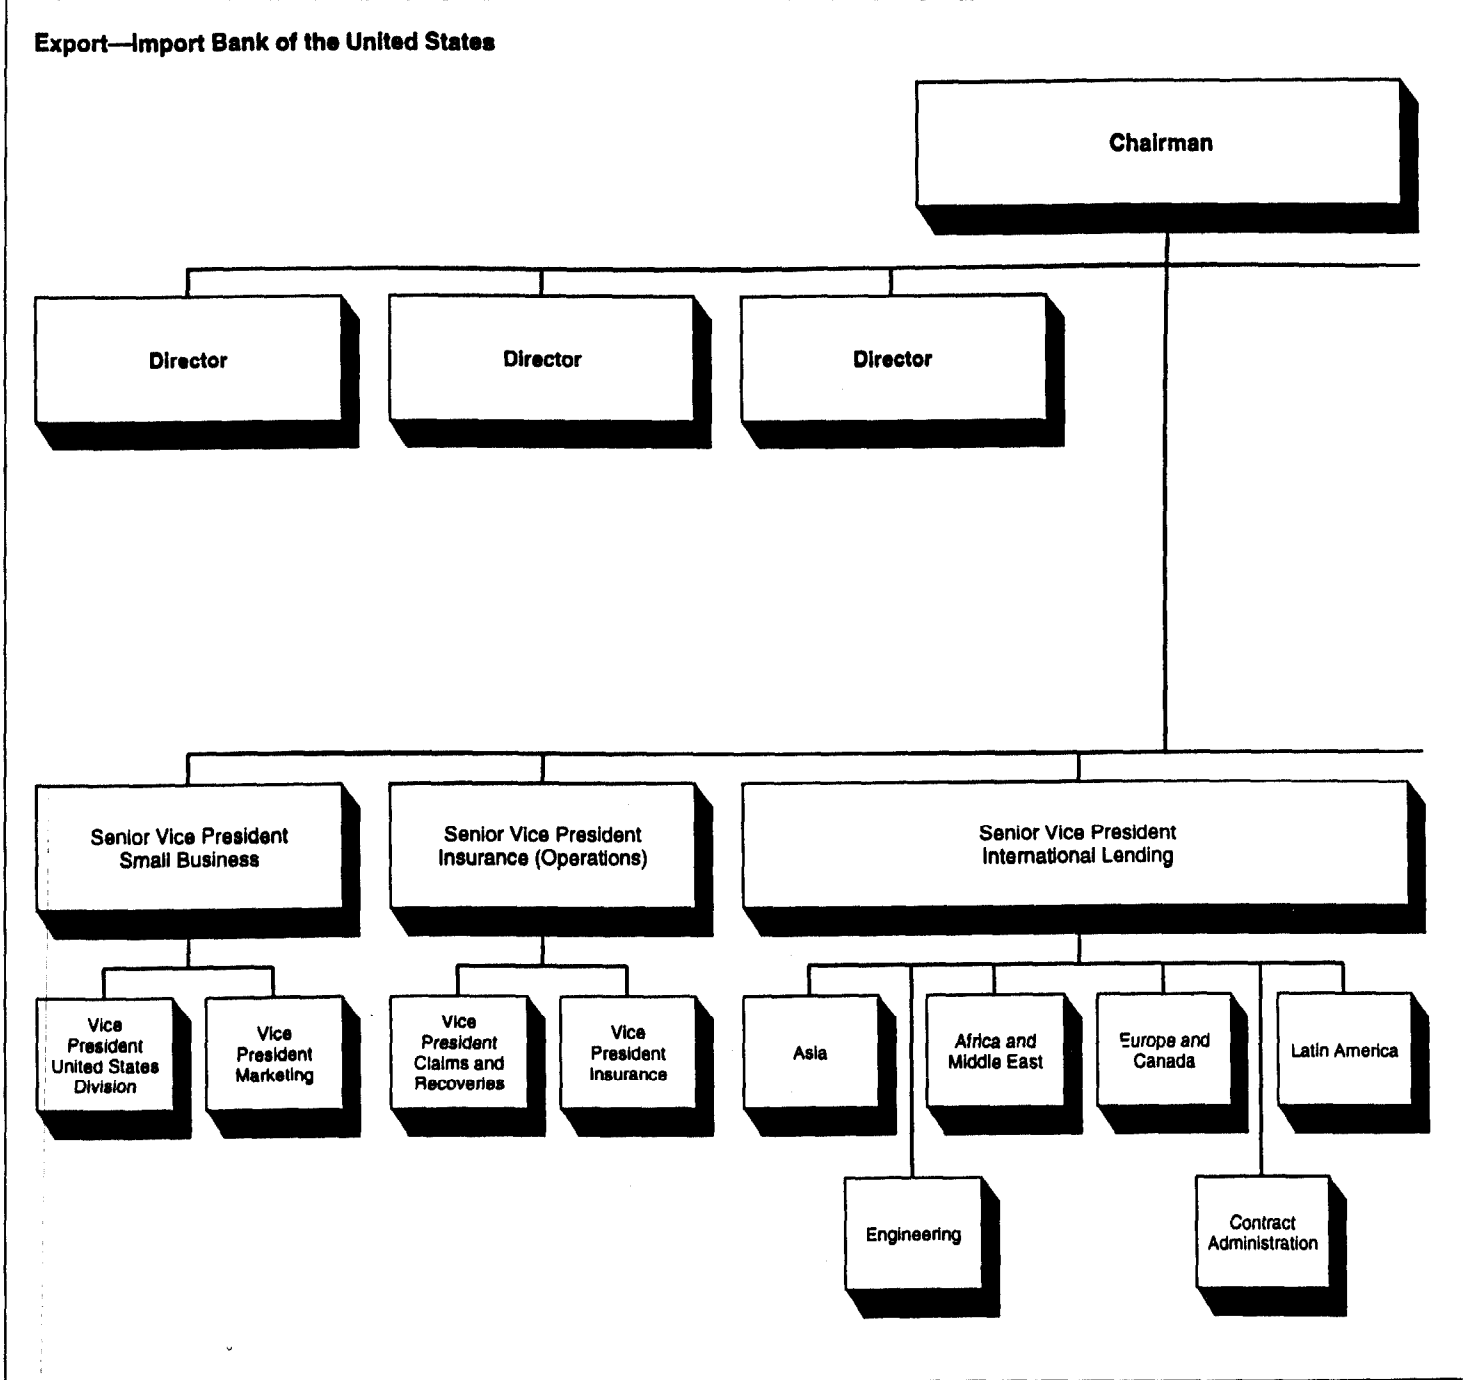 Export—Import Bank of the United States
Chairman
Director
Director
Director
Senior Vice President
Small Business
Senior Vice President
Insurance (Operations)
Senior Vice President
International Lending
Vice
President
United States
Division
Vice
President
Marketing
Vice
President
Claims and
Recoveries
Vice
President
Insurance
Asia
Africa and
Middle East
Europe and
Canada
Latin America
Engineering
Contract
Administration